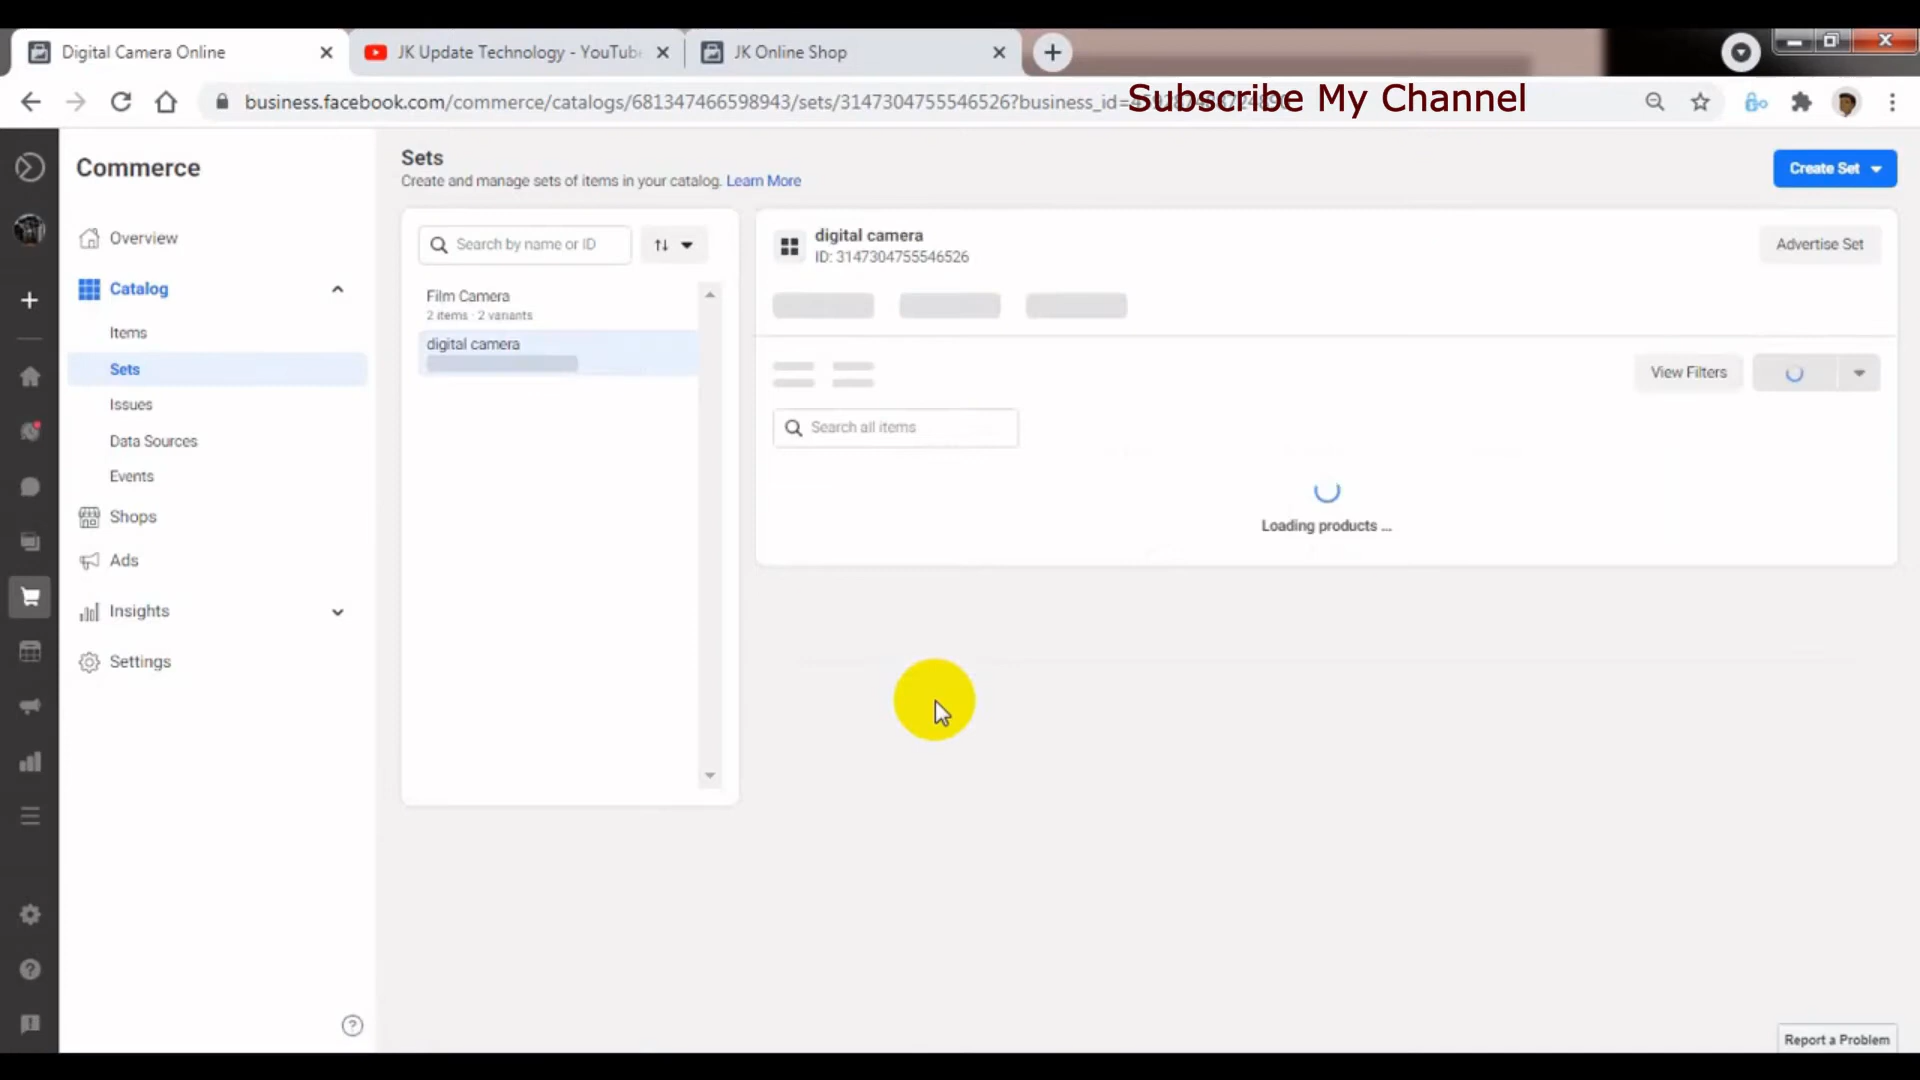 Digital Camera Online
JK Update Technology - YouTube
JK Online Shop
business.facebook.com/commerce/catalogs/681347466598943/sets/3147304755546526?business_id=
Subscribe My Channel
Commerce
Overview
Catalog
Items
Sets
Issues
Data Sources
Events
Shops
Ads
Insights
Settings
Sets
Create and manage sets of items in your catalog. Learn More
Create Set
Search by name or ID
Film Camera
2 items · 2 variants
digital camera
digital camera
ID: 3147304755546526
Advertise Set
View Filters
Search all items
Loading products ...
Report a Problem